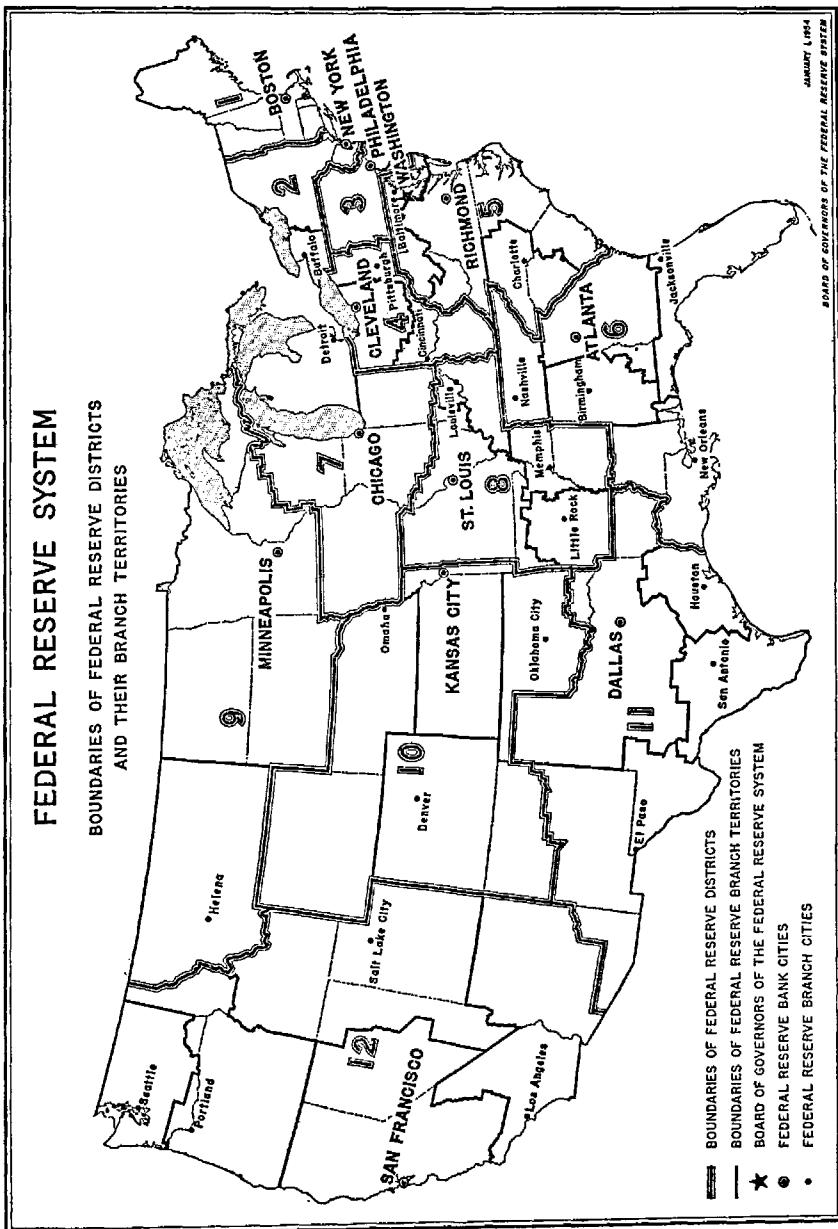 FEDERAL RESERVE SYSTEM
BOUNDARIES OF FEDERAL RESERVE DISTRICTS
AND THEIR BRANCH TERRITORIES
Seattle
Portland
Helena
9
MINNEAPOLIS
12
SAN FRANCISCO
Salt Lake City
Los Angeles
10
Denver
Omaha
KANSAS CITY
Oklahoma City
11
DALLAS
El Paso
San Antonio
Houston
7
CHICAGO
Detroit
ST. LOUIS
8
Louisville
Little Rock
Memphis
CLEVELAND
4
Pittsburgh
Cincinnati
Nashville
Birmingham
ATLANTA
6
New Orleans
Jacksonville
1
BOSTON
2
Buffalo
NEW YORK
3
PHILADELPHIA
WASHINGTON
Baltimore
RICHMOND
5
Charlotte
BOUNDARIES OF FEDERAL RESERVE DISTRICTS
BOUNDARIES OF FEDERAL RESERVE BRANCH TERRITORIES
BOARD OF GOVERNORS OF THE FEDERAL RESERVE SYSTEM
FEDERAL RESERVE BANK CITIES
FEDERAL RESERVE BRANCH CITIES
JANUARY 1, 1954
BOARD OF GOVERNORS OF THE FEDERAL RESERVE SYSTEM